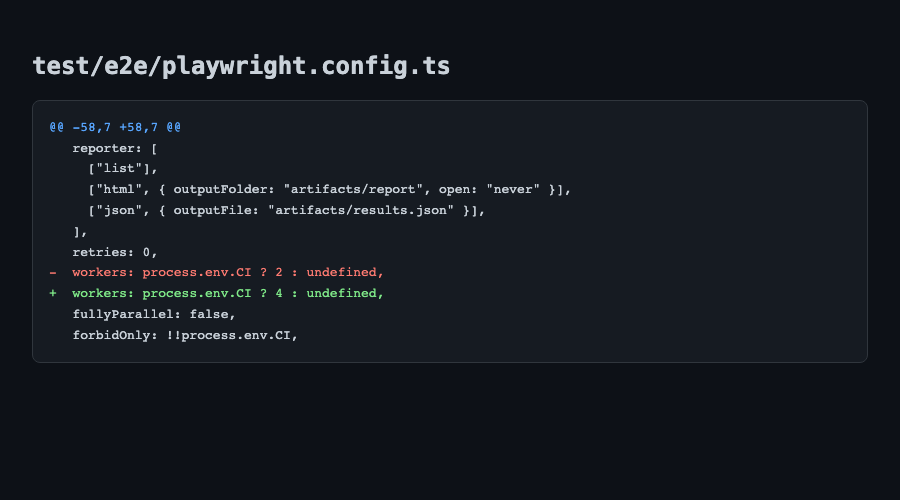 test/e2e/playwright.config.ts
@@ -58,7 +58,7 @@
   reporter: [
     ["list"],
     ["html", { outputFolder: "artifacts/report", open: "never" }],
     ["json", { outputFile: "artifacts/results.json" }],
   ],
   retries: 0,
-  workers: process.env.CI ? 2 : undefined,
+  workers: process.env.CI ? 4 : undefined,
   fullyParallel: false,
   forbidOnly: !!process.env.CI,